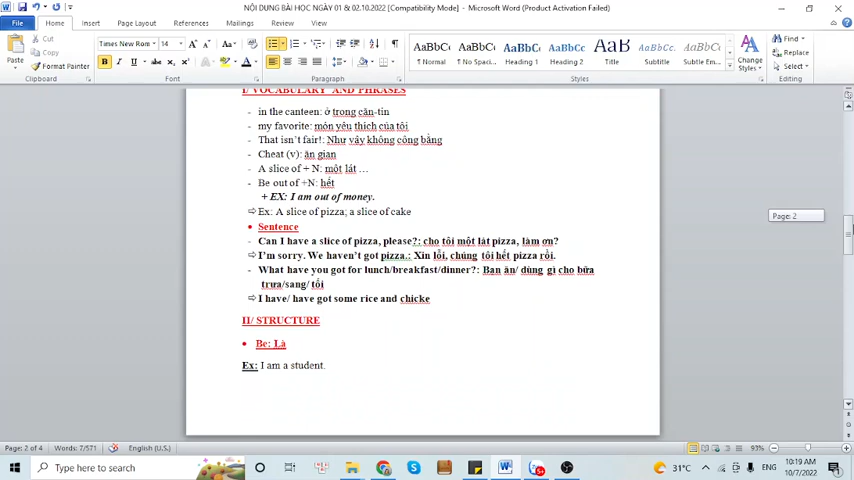 NỘI DUNG BÀI HỌC NGÀY 01 & 02.10.2022 [Compatibility Mode] - Microsoft Word (Product Activation Failed)
File Home Insert Page Layout References Mailings Review View
Paste
Cut
Copy
Format Painter
Clipboard
Times New Rom 14
Font
Paragraph
AaBbC AaBbC AaBbC AaBbC AaB AaBbC AaBbC
¶ Normal ¶ No Spaci... Heading 1 Heading 2 Title Subtitle Subtle Em...
Styles
Change Styles
Find
Replace
Select
Editing
I/ VOCABULARY AND PHRASES
- in the canteen: ở trong căn-tin
- my favorite: món yêu thích của tôi
- That isn't fair!: Như vậy không công bằng
- Cheat (v): ăn gian
- A slice of + N: một lát …
- Be out of +N: hết
+ EX: I am out of money.
⇨ Ex: A slice of pizza; a slice of cake
• Sentence
- Can I have a slice of pizza, please?: cho tôi một lát pizza, làm ơn?
⇨ I'm sorry. We haven't got pizza.: Xin lỗi, chúng tôi hết pizza rồi.
- What have you got for lunch/breakfast/dinner?: Bạn ăn/ dùng gì cho bữa
trưa/sang/ tối
⇨ I have/ have got some rice and chicke
II/ STRUCTURE
• Be: Là
Ex: I am a student.
Page: 2
Page: 2 of 4 Words: 7/571 English (U.S.) 93%
Type here to search
31°C ENG 10:19 AM
10/7/2022